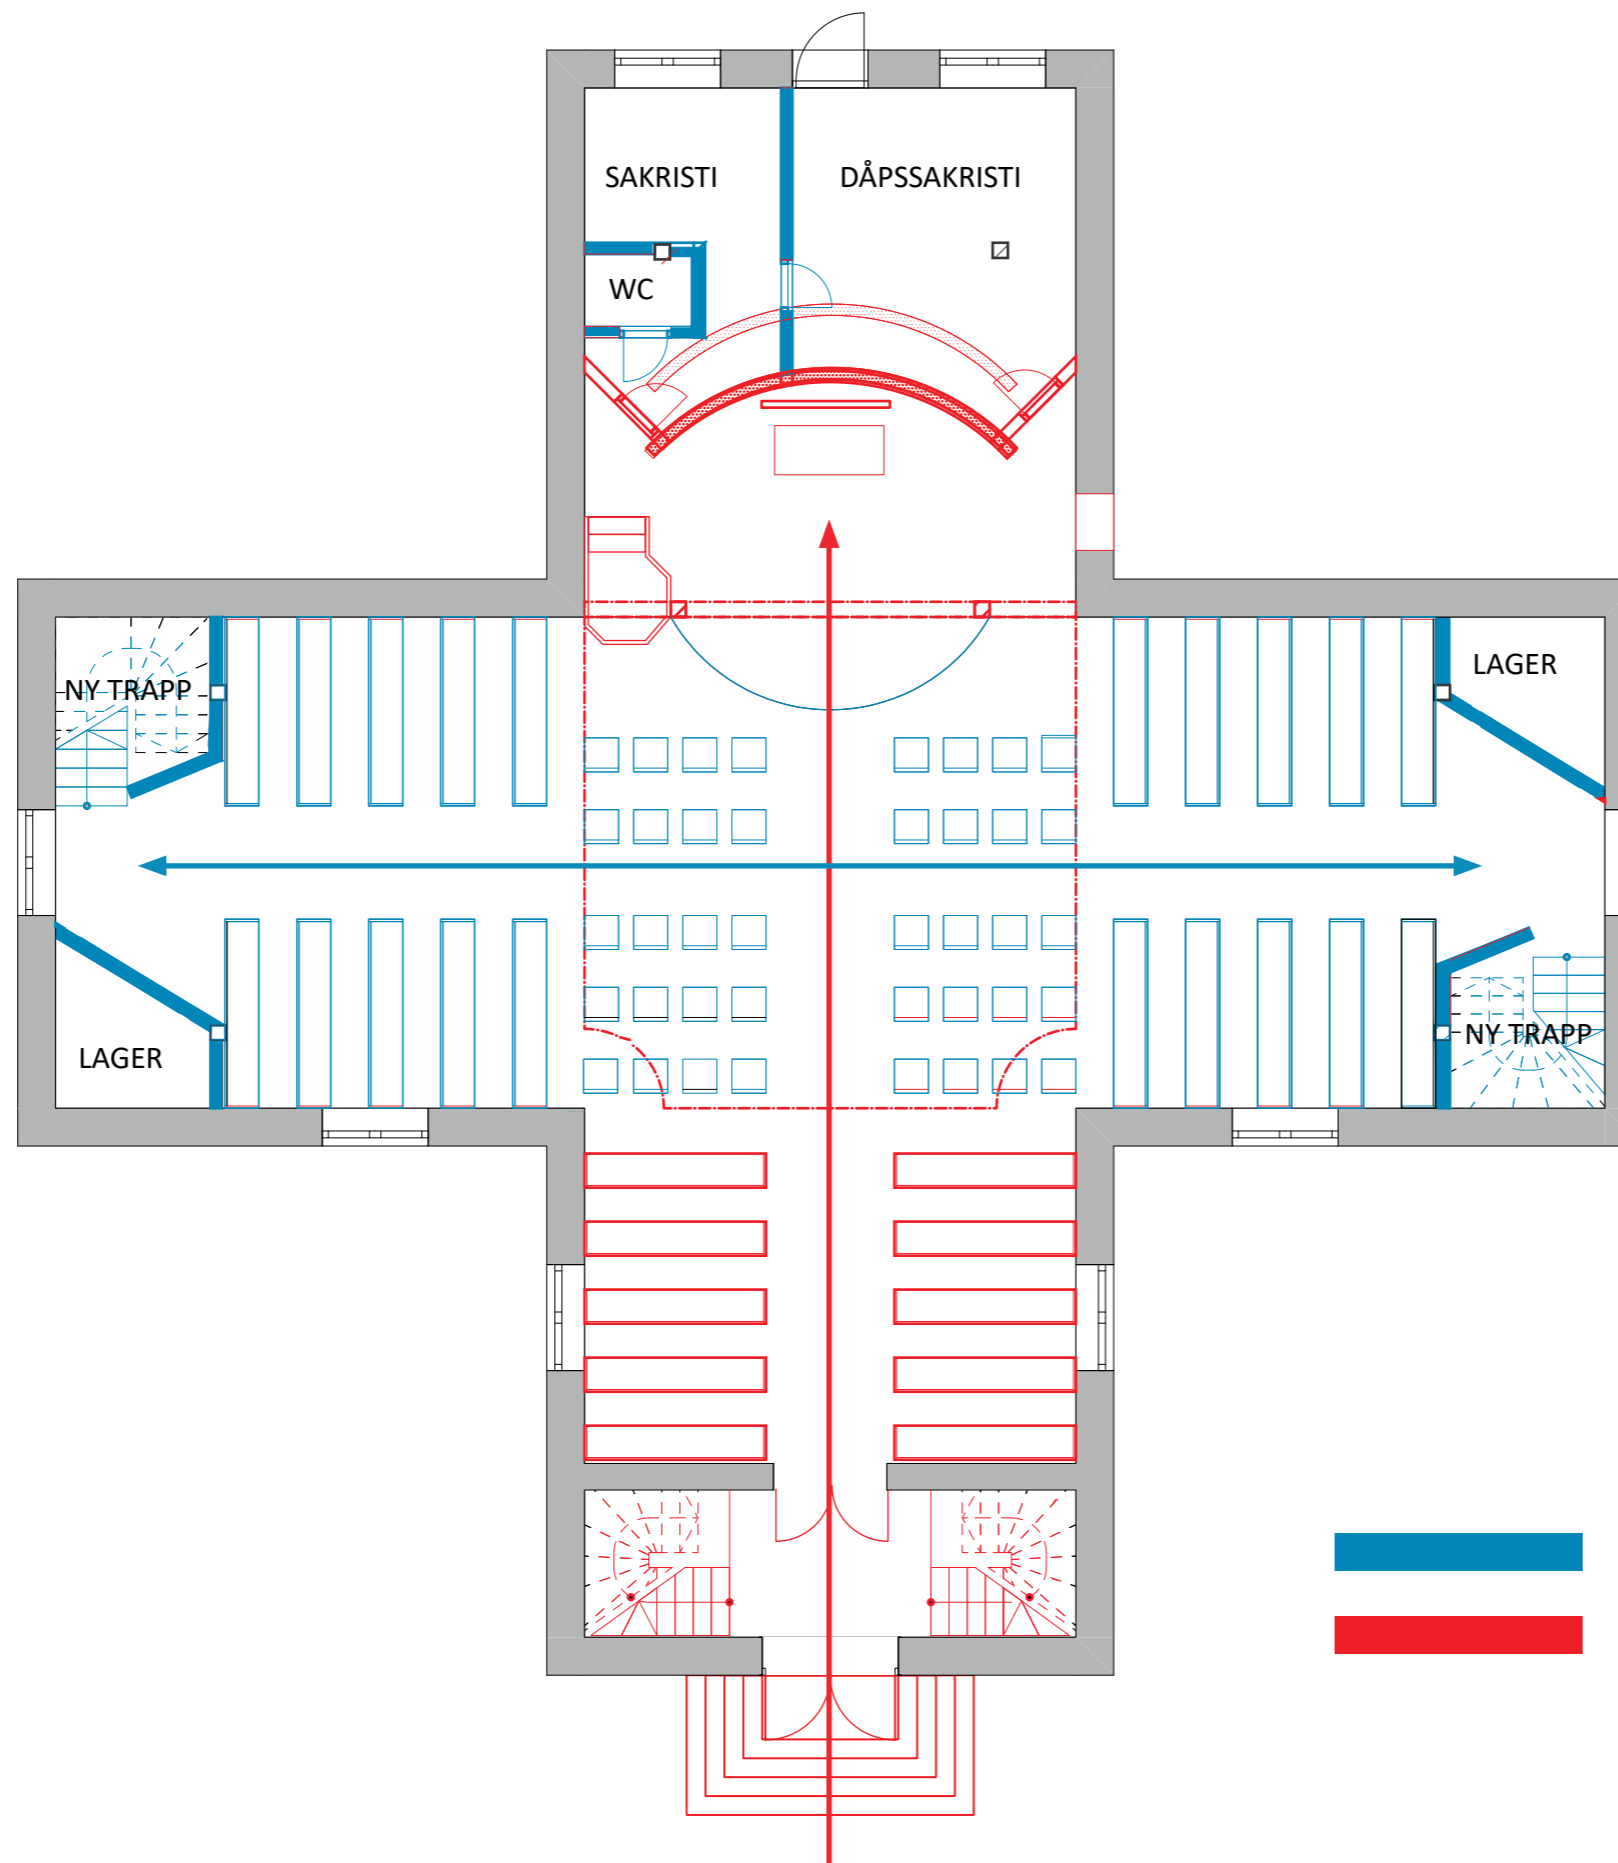 SAKRISTI
DÅPSSAKRISTI
WC
NY TRAPP
LAGER
LAGER
NY TRAPP